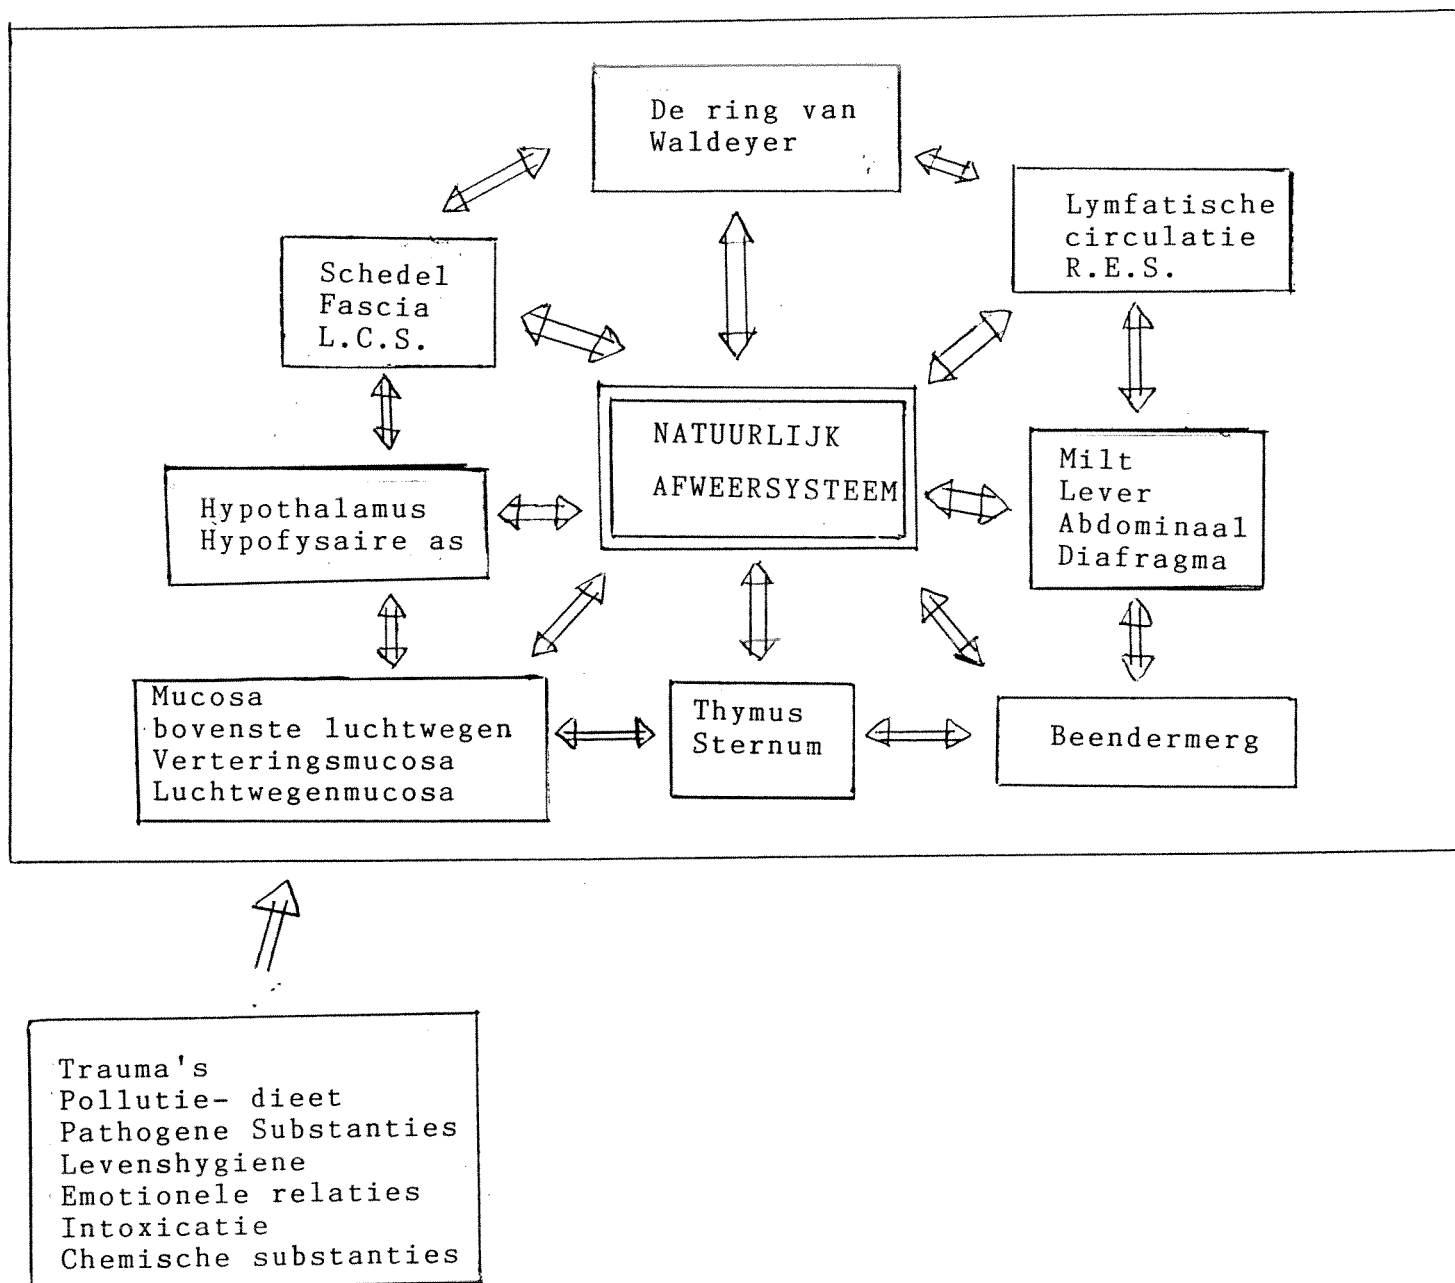 De ring van
Waldeyer
Lymfatische
circulatie
R.E.S.
Schedel
Fascia
L.C.S.
NATUURLIJK
AFWEERSYSTEEM
Milt
Lever
Abdominaal
Diafragma
Hypothalamus
Hypofysaire as
Mucosa
bovenste luchtwegen
Verteringsmucosa
Luchtwegenmucosa
Thymus
Sternum
Beendermerg
Trauma's
Pollutie- dieet
Pathogene Substanties
Levenshygiene
Emotionele relaties
Intoxicatie
Chemische substanties